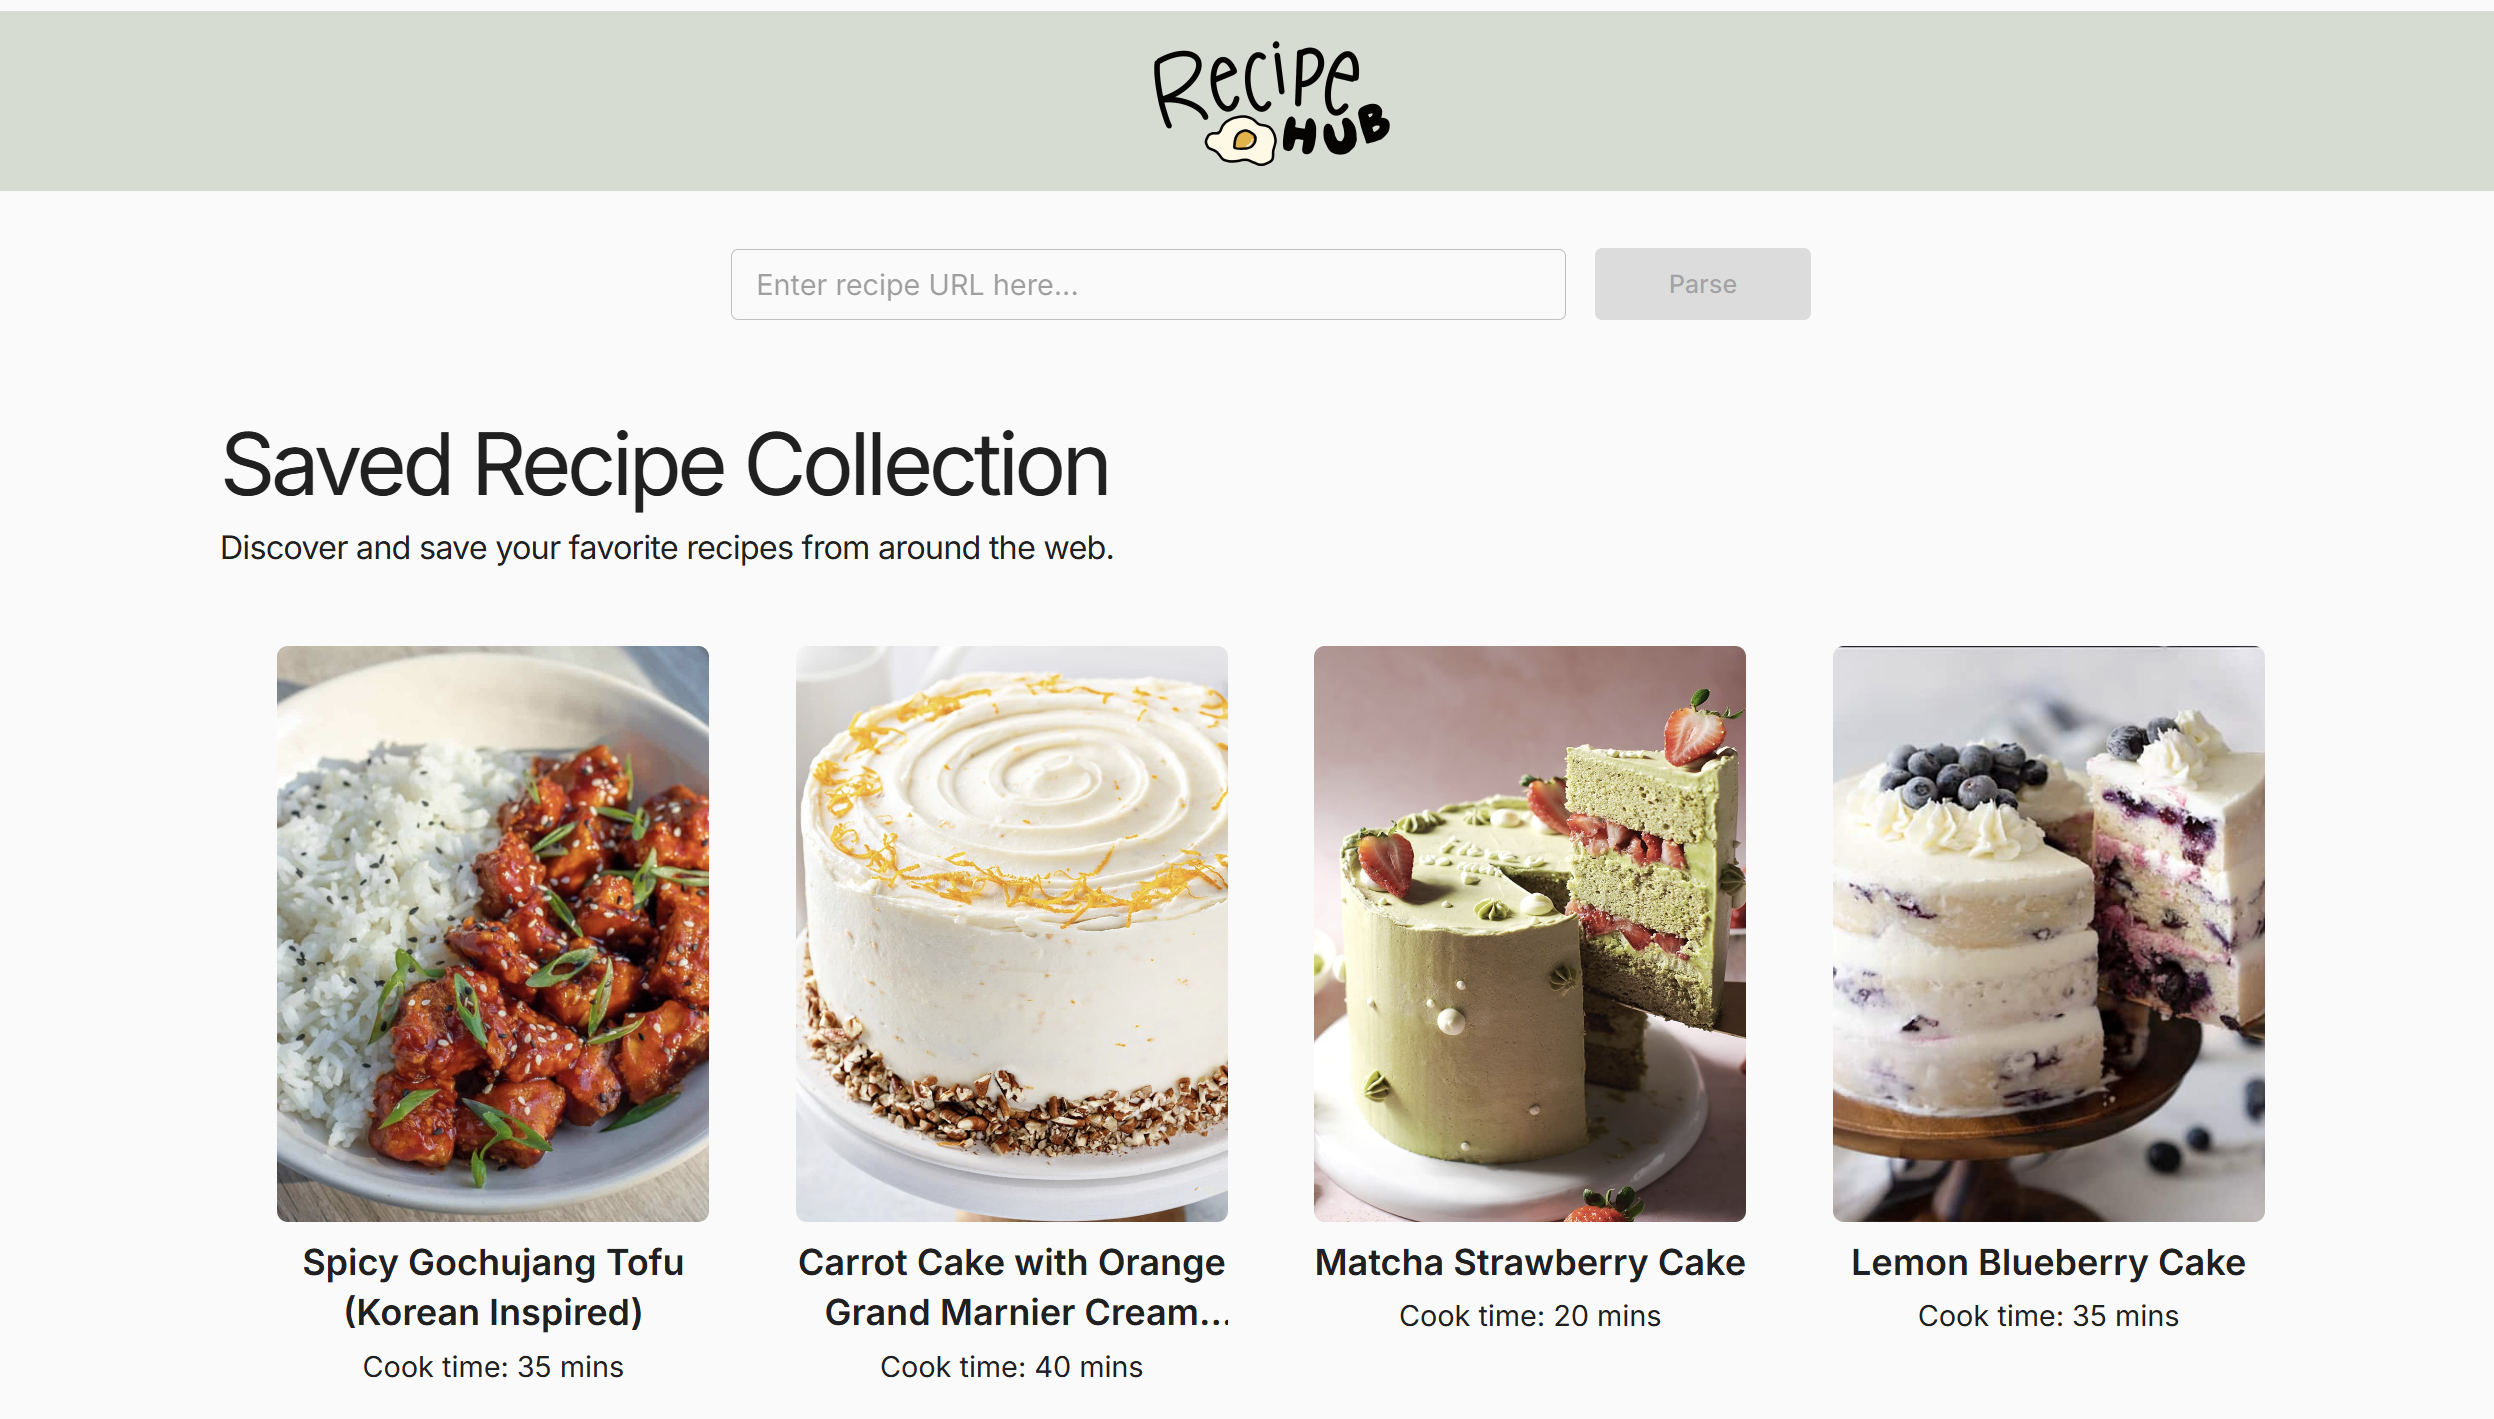 Recipe
HUB
Enter recipe URL here...
Parse
Saved Recipe Collection
Discover and save your favorite recipes from around the web.
Spicy Gochujang Tofu
(Korean Inspired)
Cook time: 35 mins
Carrot Cake with Orange
Grand Marnier Cream...
Cook time: 40 mins
Matcha Strawberry Cake
Cook time: 20 mins
Lemon Blueberry Cake
Cook time: 35 mins